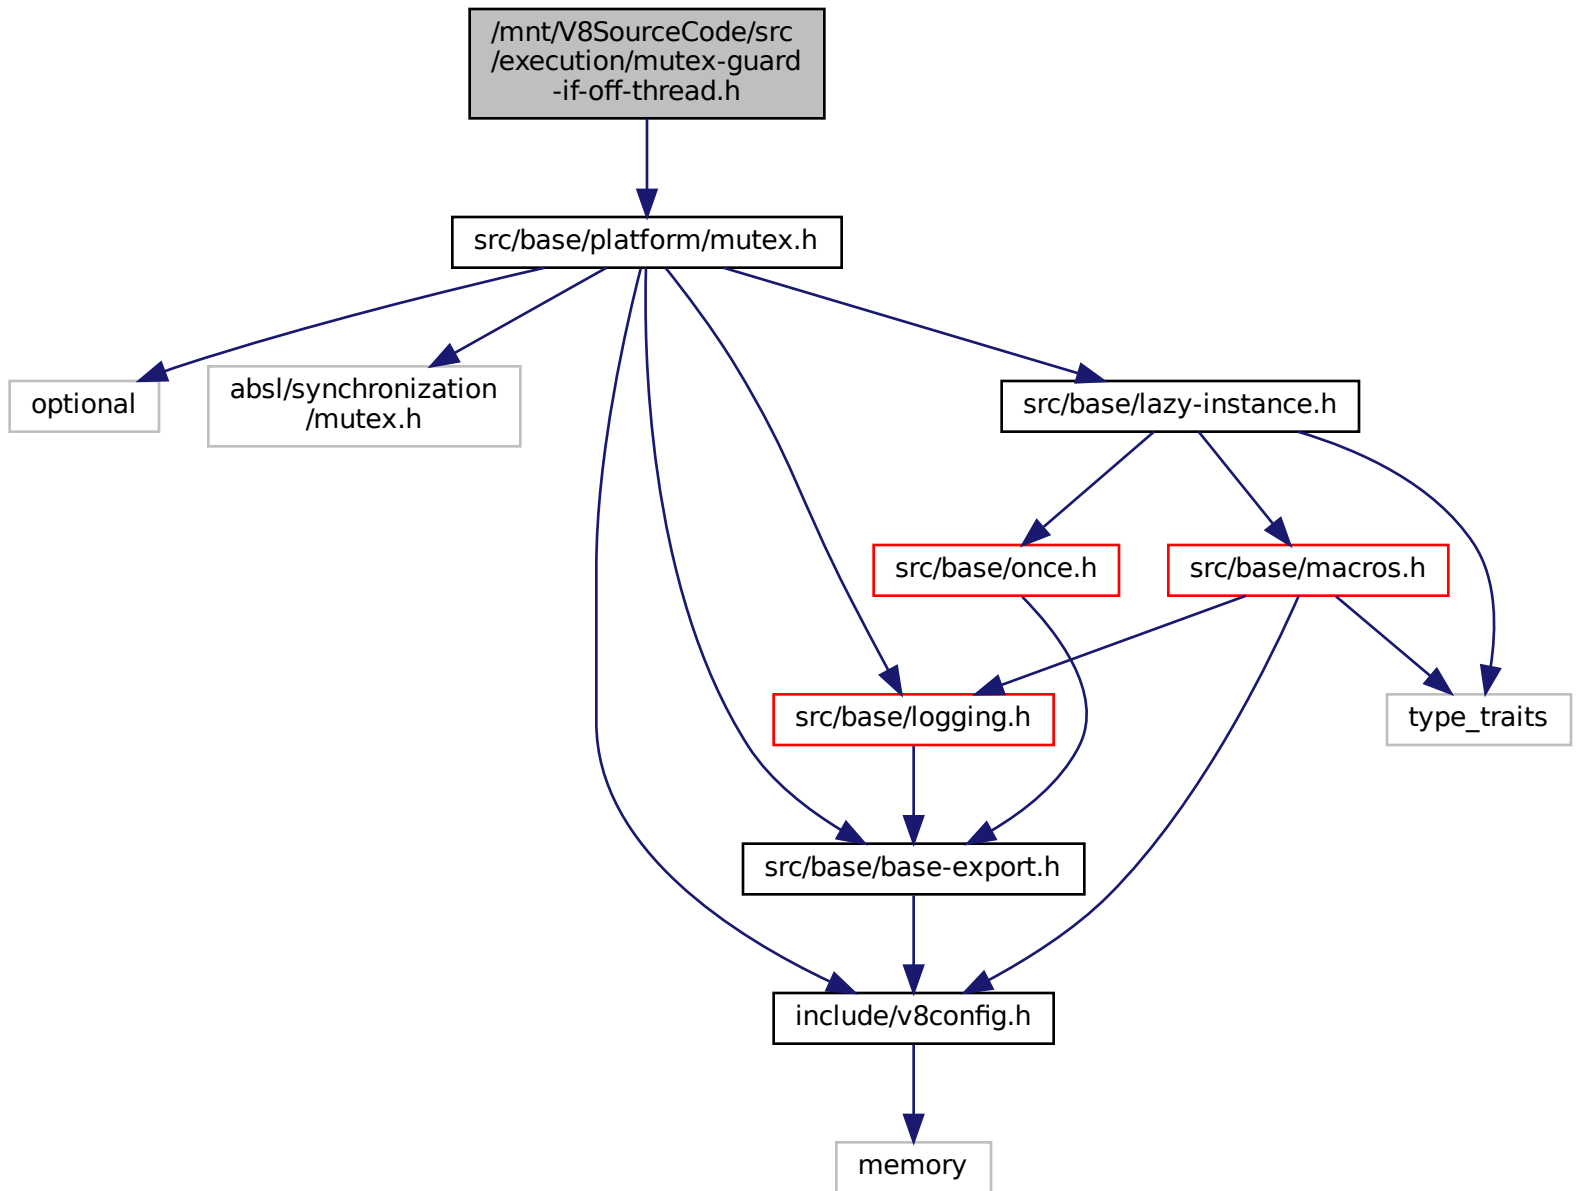 /mnt/V8SourceCode/src
/execution/mutex-guard
-if-off-thread.h
src/base/platform/mutex.h
optional
absl/synchronization
/mutex.h
src/base/lazy-instance.h
src/base/once.h
src/base/macros.h
src/base/logging.h
type_traits
src/base/base-export.h
include/v8config.h
memory